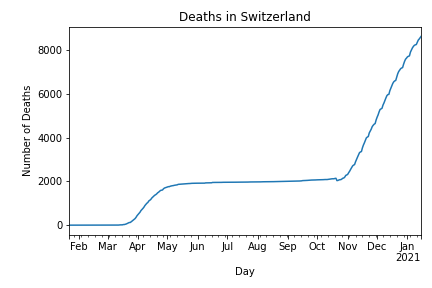 Deaths in Switzerland
Number of Deaths
8000
6000
4000
2000
0
Feb Mar Apr May Jun Jul Aug Sep Oct Nov Dec Jan
2021
Day